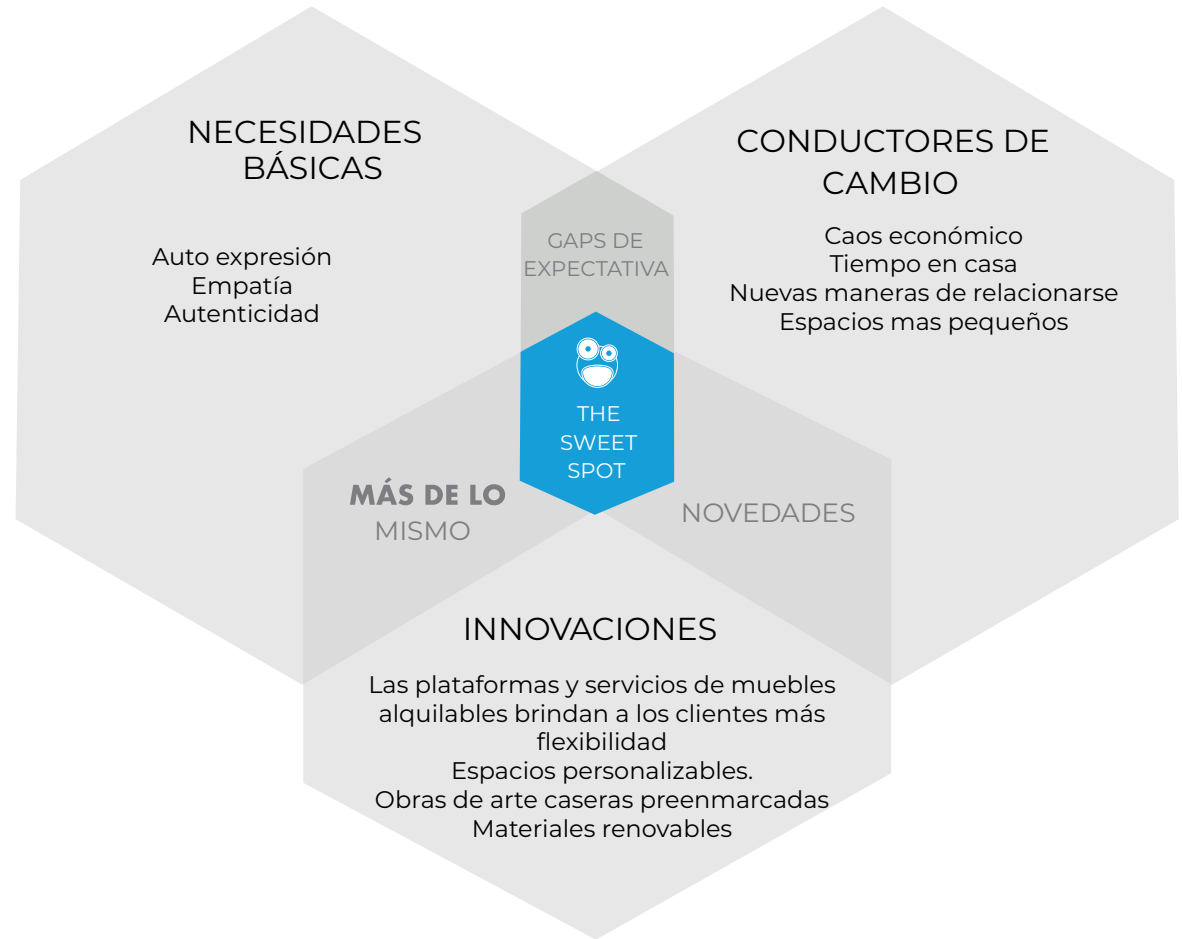 NECESIDADES
BÁSICAS
Auto expresión
Empatía
Autenticidad
CONDUCTORES DE
CAMBIO
Caos económico
Tiempo en casa
Nuevas maneras de relacionarse
Espacios mas pequeños
GAPS DE
EXPECTATIVA
THE
SWEET
SPOT
MÁS DE LO
MISMO
NOVEDADES
INNOVACIONES
Las plataformas y servicios de muebles
alquilables brindan a los clientes más
flexibilidad
Espacios personalizables.
Obras de arte caseras preenmarcadas
Materiales renovables